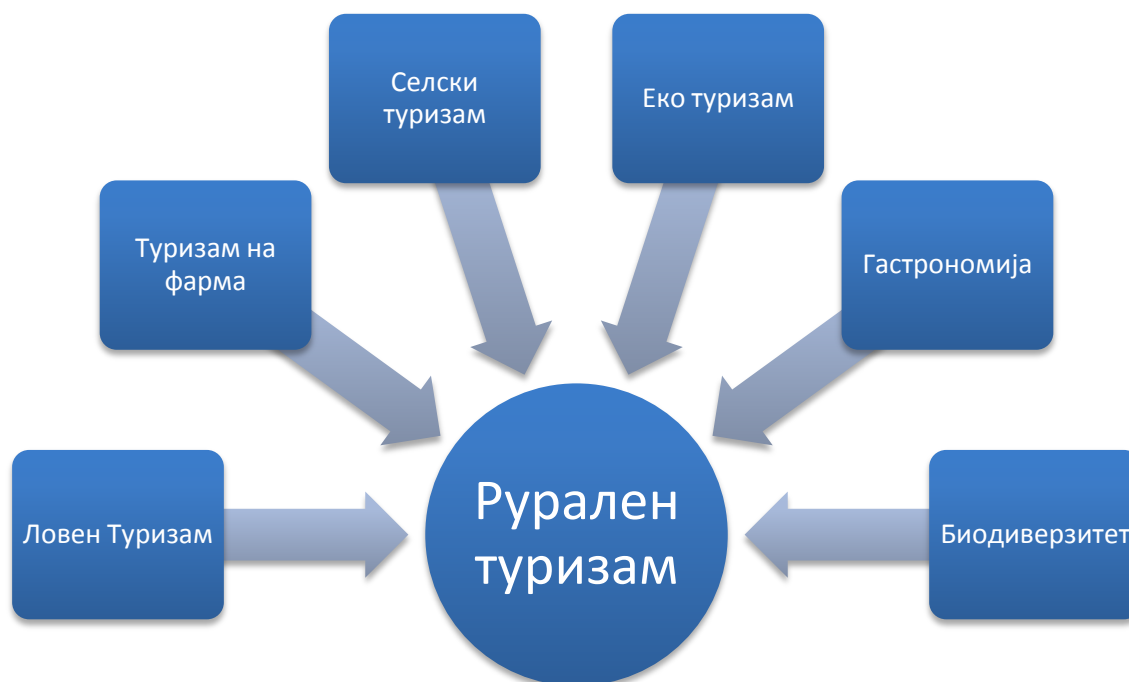 Селски
туризам
Еко туризам
Туризам на
фарма
Гастрономија
Ловен Туризам
Рурален
туризам
Биодиверзитет